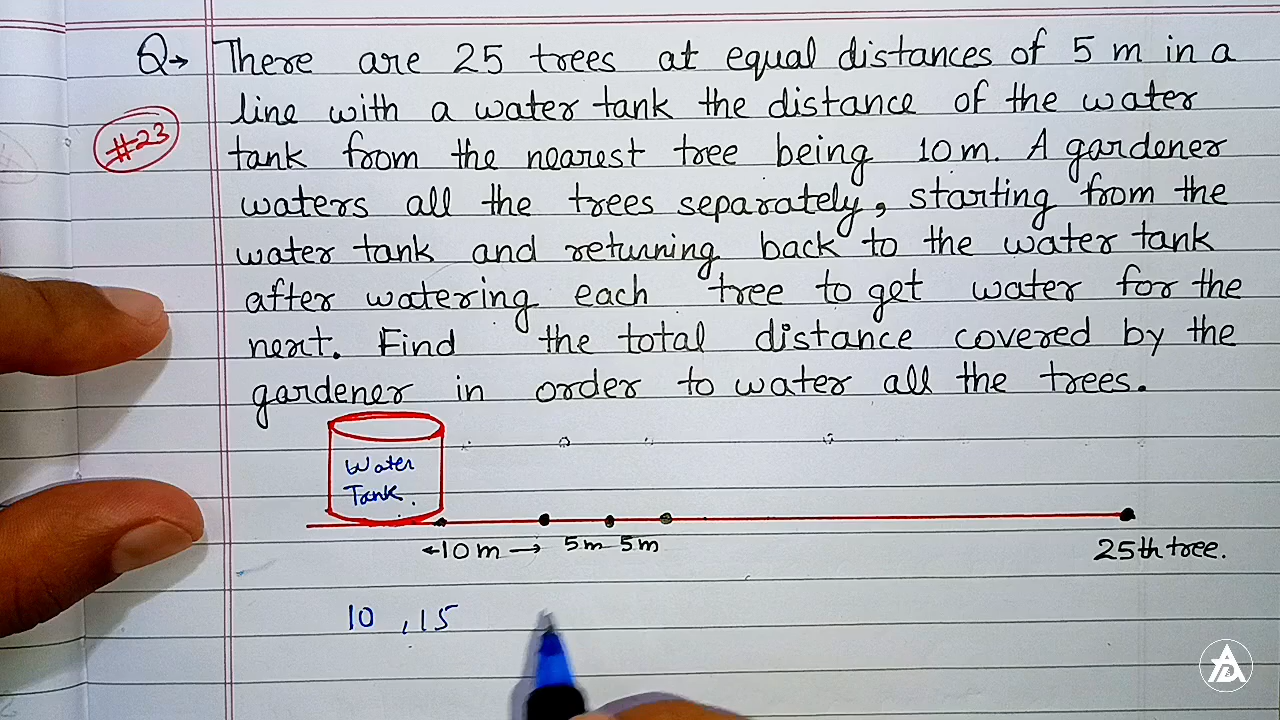 Q→ There are 25 trees at equal distances of 5 m in a
#23
line with a water tank the distance of the water
tank from the nearest tree being 10 m. A gardener
waters all the trees separately, starting from the
water tank and returning back to the water tank
after watering each tree to get water for the
next. Find the total distance covered by the
gardener in order to water all the trees.
Water
Tank.
←10 m→ 5m 5m 25th tree.
10 , 15